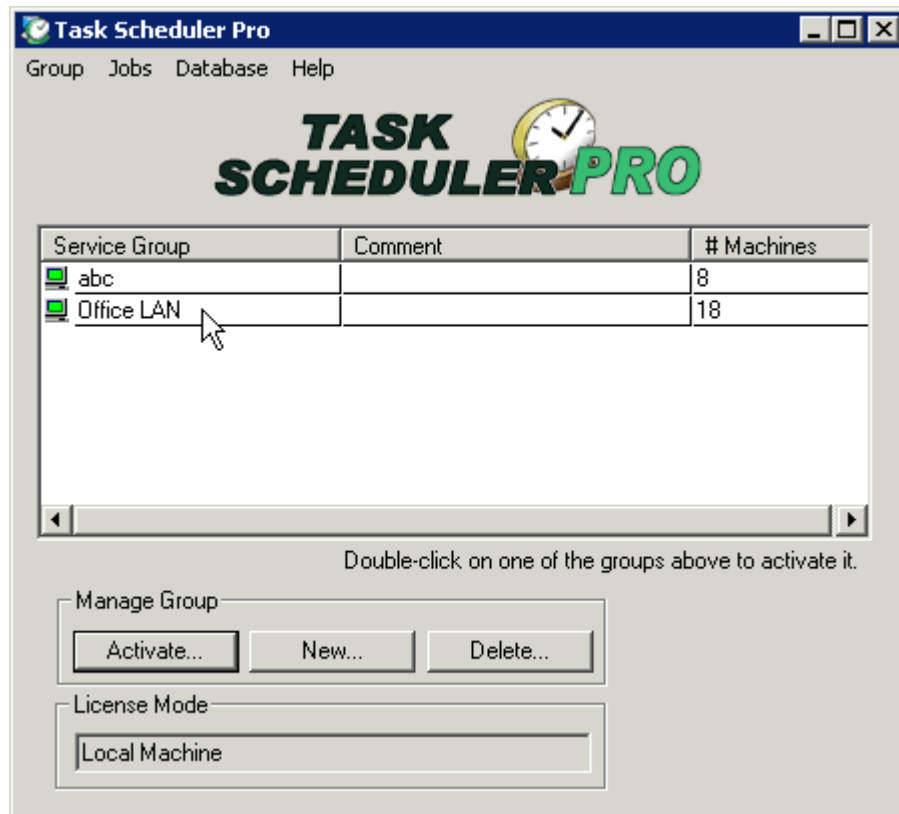 Task Scheduler Pro
Group Jobs Database Help
TASK
SCHEDULER PRO
Service Group Comment # Machines
abc 8
Office LAN 18
Double-click on one of the groups above to activate it.
Manage Group
Activate... New... Delete...
License Mode
Local Machine